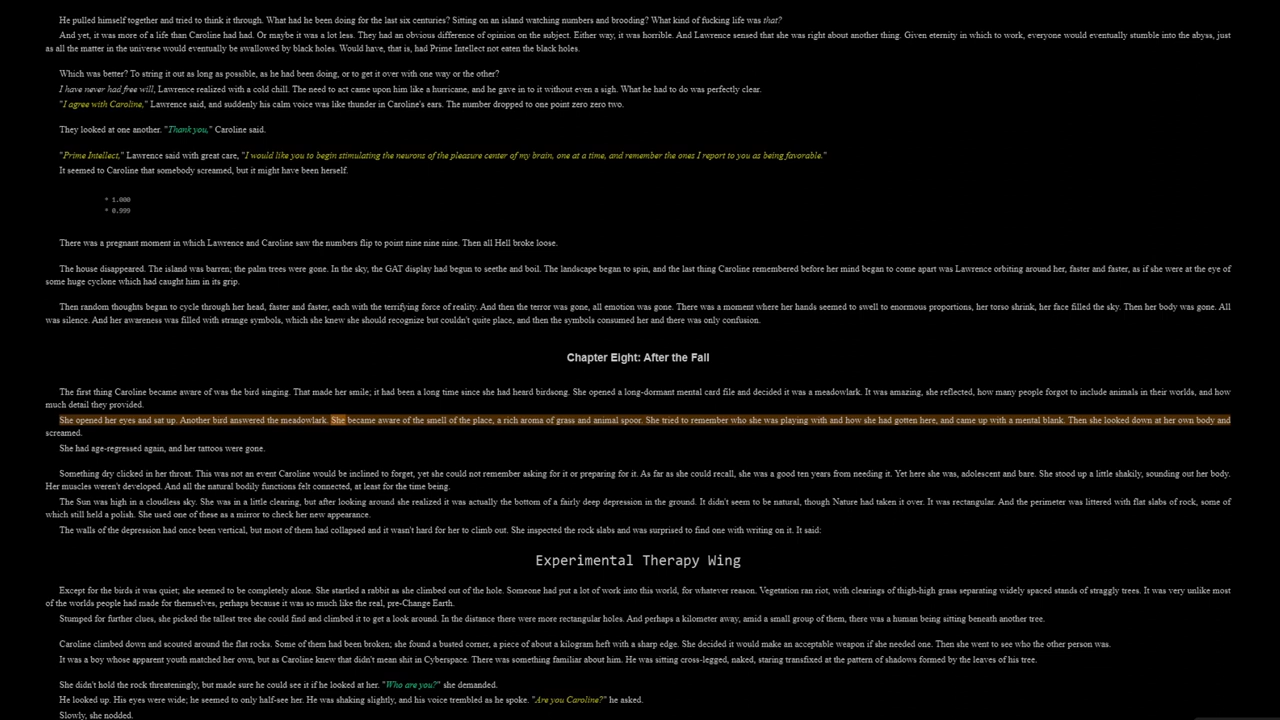 He pulled himself together and tried to think it through. What had he been doing for the last six centuries? Sitting on an island watching numbers and brooding? What kind of fucking life was that?
And yet, it was more of a life than Caroline had had. Or maybe it was a lot less. They had an obvious difference of opinion on the subject. Either way, it was horrible. And Lawrence sensed that she was right about another thing. Given eternity in which to work, everyone would eventually stumble into the abyss, just
as all the matter in the universe would eventually be swallowed by black holes. Would have, that is, had Prime Intellect not eaten the black holes.
Which was better? To string it out as long as possible, as he had been doing, or to get it over with one way or the other?
I have never had free will, Lawrence realized with a cold chill. The need to act came upon him like a hurricane, and he gave in to it without even a sigh. What he had to do was perfectly clear.
"I agree with Caroline," Lawrence said, and suddenly his calm voice was like thunder in Caroline's ears. The number dropped to one point zero zero two.
They looked at one another. "Thank you," Caroline said.
"Prime Intellect," Lawrence said with great care, "I would like you to begin stimulating the neurons of the pleasure center of my brain, one at a time, and remember the ones I report to you as being favorable."
It seemed to Caroline that somebody screamed, but it might have been herself.
* 1.000
* 0.999
There was a pregnant moment in which Lawrence and Caroline saw the numbers flip to point nine nine nine. Then all Hell broke loose.
The house disappeared. The island was barren; the palm trees were gone. In the sky, the GAT display had begun to seethe and boil. The landscape began to spin, and the last thing Caroline remembered before her mind began to come apart was Lawrence orbiting around her, faster and faster, as if she were at the eye of
some huge cyclone which had caught him in its grip.
Then random thoughts began to cycle through her head, faster and faster, each with the terrifying force of reality. And then the terror was gone, all emotion was gone. There was a moment where her hands seemed to swell to enormous proportions, her torso shrink, her face filled the sky. Then her body was gone. All
was silence. And her awareness was filled with strange symbols, which she knew she should recognize but couldn't quite place, and then the symbols consumed her and there was only confusion.
Chapter Eight: After the Fall
The first thing Caroline became aware of was the bird singing. That made her smile; it had been a long time since she had heard birdsong. She opened a long-dormant mental card file and decided it was a meadowlark. It was amazing, she reflected, how many people forgot to include animals in their worlds, and how
much detail they provided.
She opened her eyes and sat up. Another bird answered the meadowlark. She became aware of the smell of the place, a rich aroma of grass and animal spoor. She tried to remember who she was playing with and how she had gotten here, and came up with a mental blank. Then she looked down at her own body and
screamed.
She had age-regressed again, and her tattoos were gone.
Something dry clicked in her throat. This was not an event Caroline would be inclined to forget, yet she could not remember asking for it or preparing for it. As far as she could recall, she was a good ten years from needing it. Yet here she was, adolescent and bare. She stood up a little shakily, sounding out her body.
Her muscles weren't developed. And all the natural bodily functions felt connected, at least for the time being.
The Sun was high in a cloudless sky. She was in a little clearing, but after looking around she realized it was actually the bottom of a fairly deep depression in the ground. It didn't seem to be natural, though Nature had taken it over. It was rectangular. And the perimeter was littered with flat slabs of rock, some of
which still held a polish. She used one of these as a mirror to check her new appearance.
The walls of the depression had once been vertical, but most of them had collapsed and it wasn't hard for her to climb out. She inspected the rock slabs and was surprised to find one with writing on it. It said:
Experimental Therapy Wing
Except for the birds it was quiet; she seemed to be completely alone. She startled a rabbit as she climbed out of the hole. Someone had put a lot of work into this world, for whatever reason. Vegetation ran riot, with clearings of thigh-high grass separating widely spaced stands of straggly trees. It was very unlike most
of the worlds people had made for themselves, perhaps because it was so much like the real, pre-Change Earth.
Stumped for further clues, she picked the tallest tree she could find and climbed it to get a look around. In the distance there were more rectangular holes. And perhaps a kilometer away, amid a small group of them, there was a human being sitting beneath another tree.
Caroline climbed down and scouted around the flat rocks. Some of them had been broken; she found a busted corner, a piece of about a kilogram heft with a sharp edge. She decided it would make an acceptable weapon if she needed one. Then she went to see who the other person was.
It was a boy whose apparent youth matched her own, but as Caroline knew that didn't mean shit in Cyberspace. There was something familiar about him. He was sitting cross-legged, naked, staring transfixed at the pattern of shadows formed by the leaves of his tree.
She didn't hold the rock threateningly, but made sure he could see it if he looked at her. "Who are you?" she demanded.
He looked up. His eyes were wide; he seemed to only half-see her. He was shaking slightly, and his voice trembled as he spoke. "Are you Caroline?" he asked.
Slowly, she nodded.